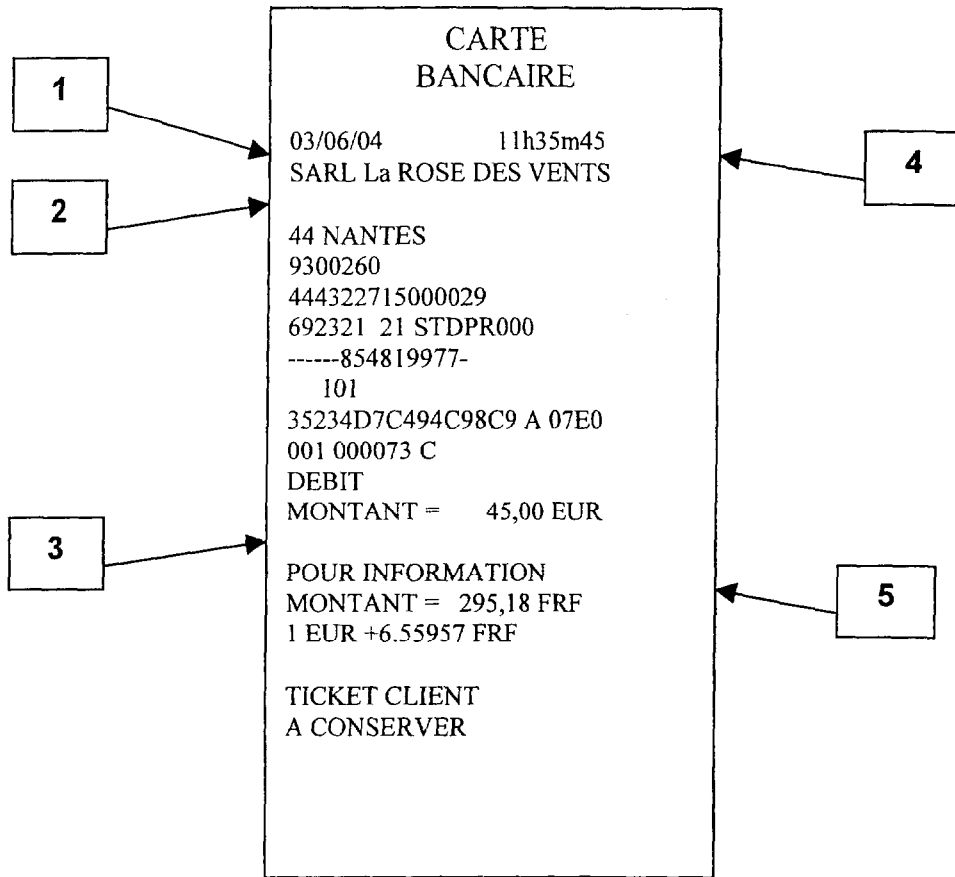 CARTE
BANCAIRE
1
03/06/04 11h35m45
4
SARL La ROSE DES VENTS
2
44 NANTES
9300260
444322715000029
692321 21 STDPR000
------854819977-
101
35234D7C494C98C9 A 07E0
001 000073 C
DEBIT
MONTANT = 45,00 EUR
3
POUR INFORMATION
MONTANT = 295,18 FRF
5
1 EUR +6.55957 FRF
TICKET CLIENT
A CONSERVER